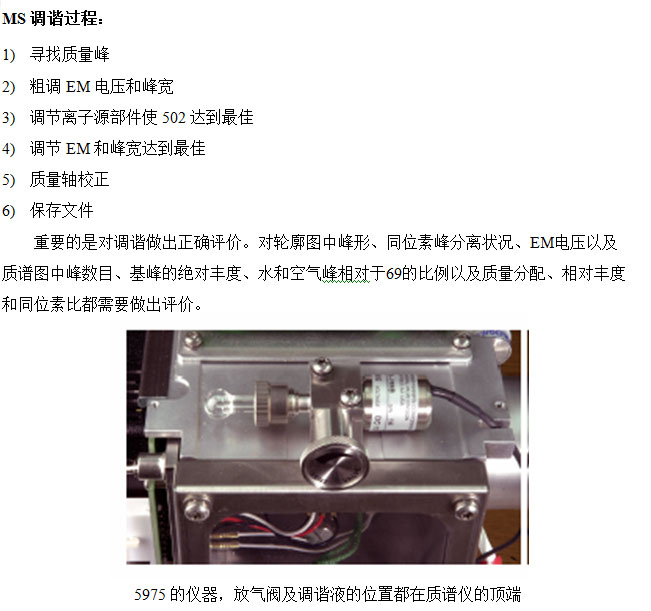 MS 调谐过程：
1) 寻找质量峰
2) 粗调 EM 电压和峰宽
3) 调节离子源部件使 502 达到最佳
4) 调节 EM 和峰宽达到最佳
5) 质量轴校正
6) 保存文件
重要的是对调谐做出正确评价。对轮廓图中峰形、同位素峰分离状况、EM电压以及
质谱图中峰数目、基峰的绝对丰度、水和空气峰相对于69的比例以及质量分配、相对丰度
和同位素比都需要做出评价。
5975 的仪器，放气阀及调谐液的位置都在质谱仪的顶端